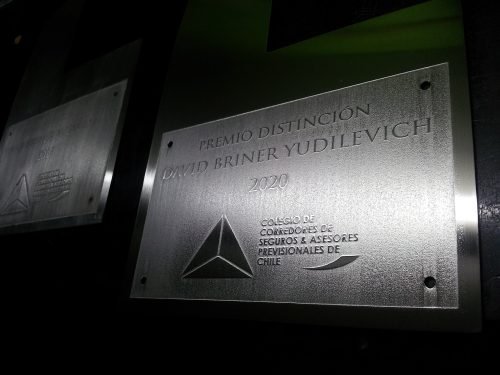 PREMIO DISTINCIÓN
DAVID BRINER YUDILEVICH
2020
COLEGIO DE
CORREDORES DE
SEGUROS & ASESORES
PREVISIONALES DE
CHILE